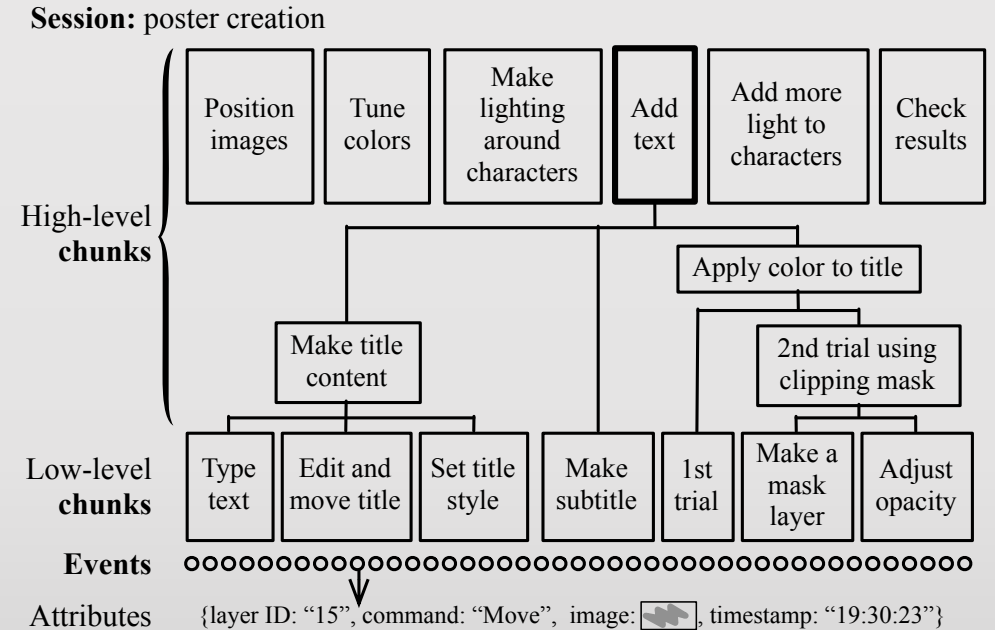 Session: poster creation
Position
images
Tune
colors
Make
lighting
around
characters
Add
text
Add more
light to
characters
Check
results
High-level
chunks
Apply color to title
Make title
content
2nd trial using
clipping mask
Low-level
chunks
Type
text
Edit and
move title
Set title
style
Make
subtitle
1st
trial
Make a
mask
layer
Adjust
opacity
Events
Attributes
{layer ID: “15”, command: “Move”, image: , timestamp: “19:30:23”}